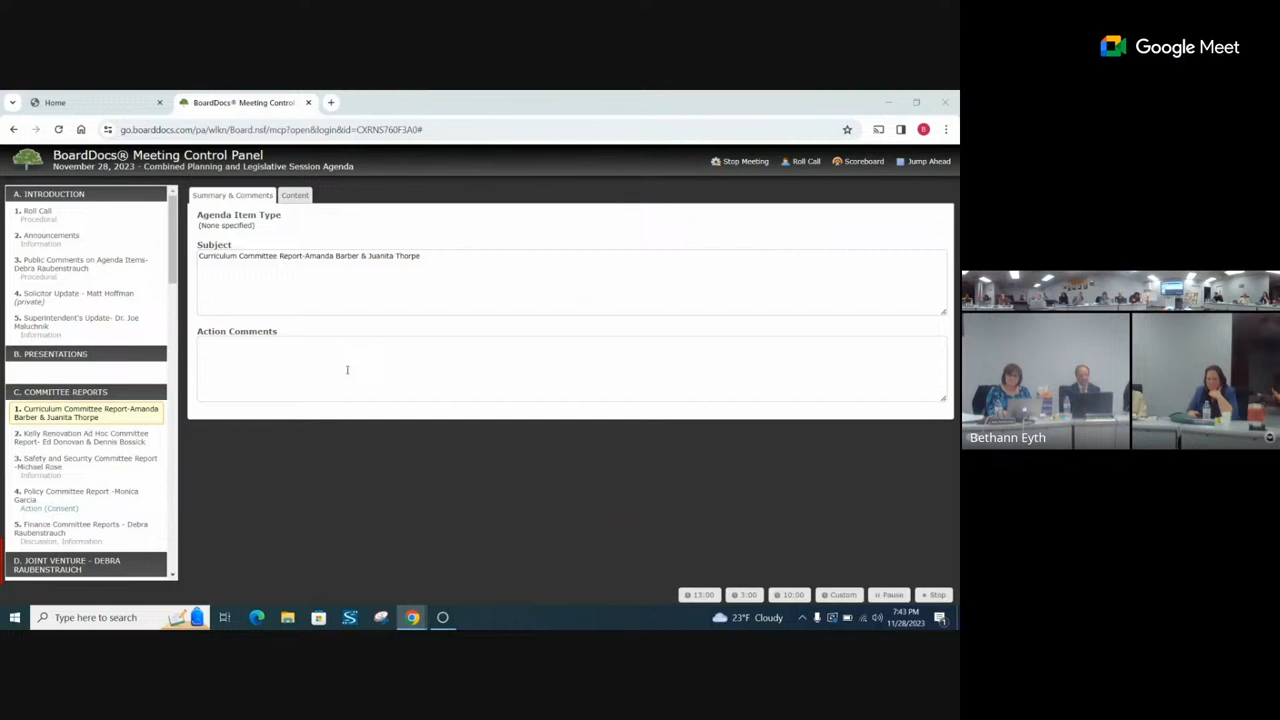 Google Meet
Home
BoardDocs® Meeting Control
go.boarddocs.com/pa/wlkn/Board.nsf/mcp?open&login&id=CXRNS760F3A0#
B
BoardDocs® Meeting Control Panel
November 28, 2023 - Combined Planning and Legislative Session Agenda
Stop Meeting
Roll Call
Scoreboard
Jump Ahead
A. INTRODUCTION
1. Roll Call
Procedural
2. Announcements
Information
3. Public Comments on Agenda Items-
Debra Raubenstrauch
Procedural
4. Solicitor Update - Matt Hoffman
(private)
5. Superintendent's Update- Dr. Joe
Maluchnik
Information
B. PRESENTATIONS
C. COMMITTEE REPORTS
1. Curriculum Committee Report-Amanda
Barber & Juanita Thorpe
2. Kelly Renovation Ad Hoc Committee
Report- Ed Donovan & Dennis Bossick
3. Safety and Security Committee Report
-Michael Rose
Information
4. Policy Committee Report -Monica
Garcia
Action (Consent)
5. Finance Committee Reports - Debra
Raubenstrauch
Discussion, Information
D. JOINT VENTURE - DEBRA
RAUBENSTRAUCH
Summary & Comments
Content
Agenda Item Type
(None specified)
Subject
Curriculum Committee Report-Amanda Barber & Juanita Thorpe
Action Comments
13:00
3:00
10:00
Custom
Pause
Stop
Type here to search
23°F Cloudy
7:43 PM
11/28/2023
Bethann Eyth